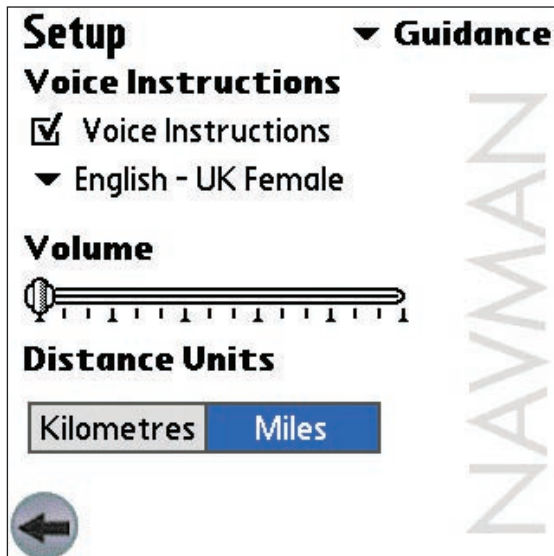 Setup
Guidance
Voice Instructions
Voice Instructions
English - UK Female
Volume
Distance Units
Kilometres Miles
NAVMAN